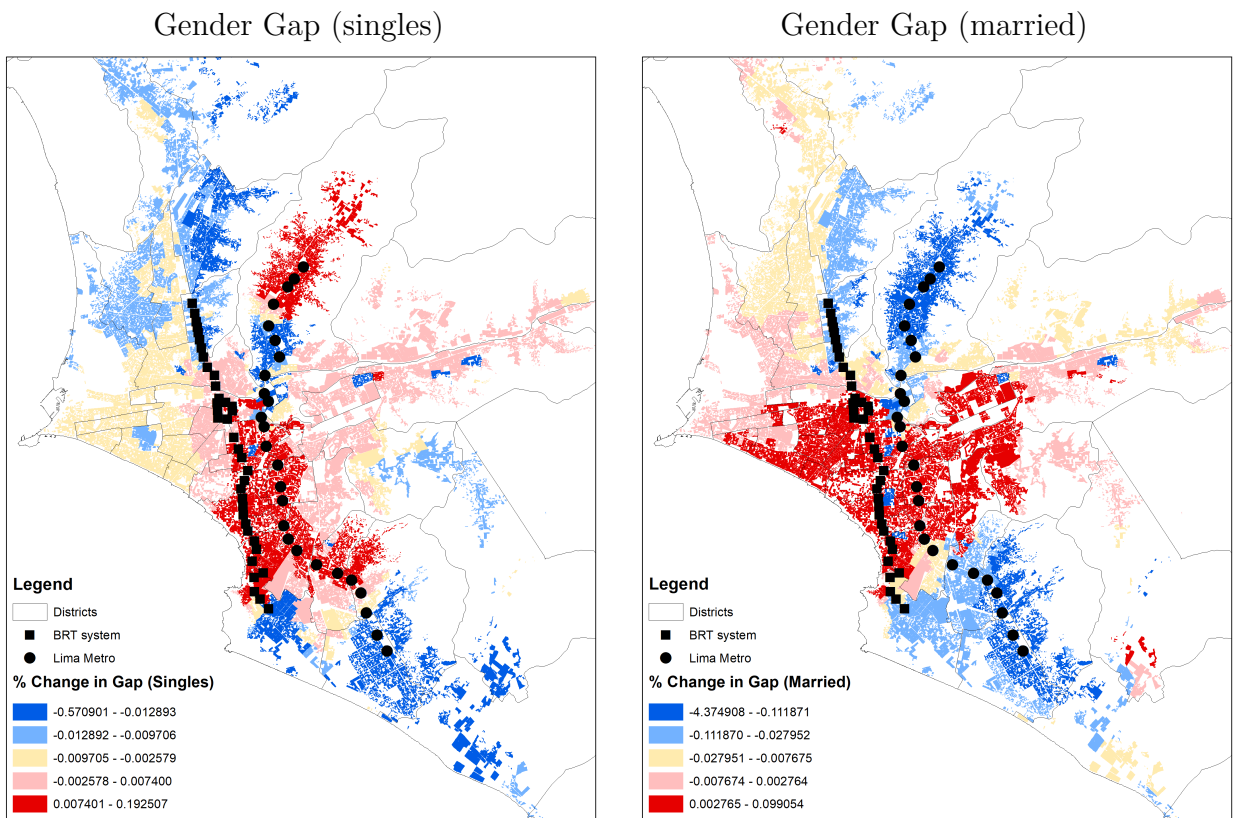 Gender Gap (singles)
Legend
Districts
BRT system
Lima Metro
% Change in Gap (Singles)
-0.570901 - -0.012893
-0.012892 - -0.009706
-0.009705 - -0.002579
-0.002578 - 0.007400
0.007401 - 0.192507
Gender Gap (married)
Legend
Districts
BRT system
Lima Metro
% Change in Gap (Married)
-4.374908 - -0.111871
-0.111870 - -0.027952
-0.027951 - -0.007675
-0.007674 - 0.002764
0.002765 - 0.099054